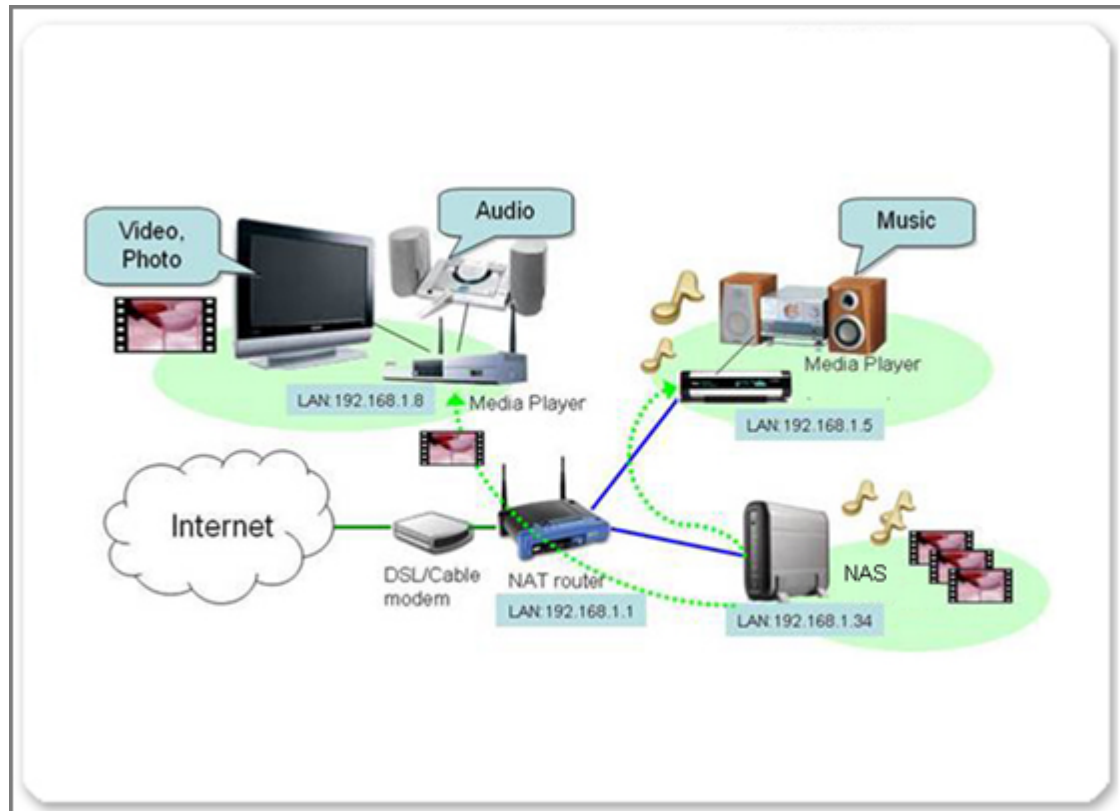 Video,
Photo
Audio
Music
Media Player
LAN:192.168.1.8
Media Player
LAN:192.168.1.5
Internet
DSL/Cable
modem
NAT router
LAN:192.168.1.1
NAS
LAN:192.168.1.34